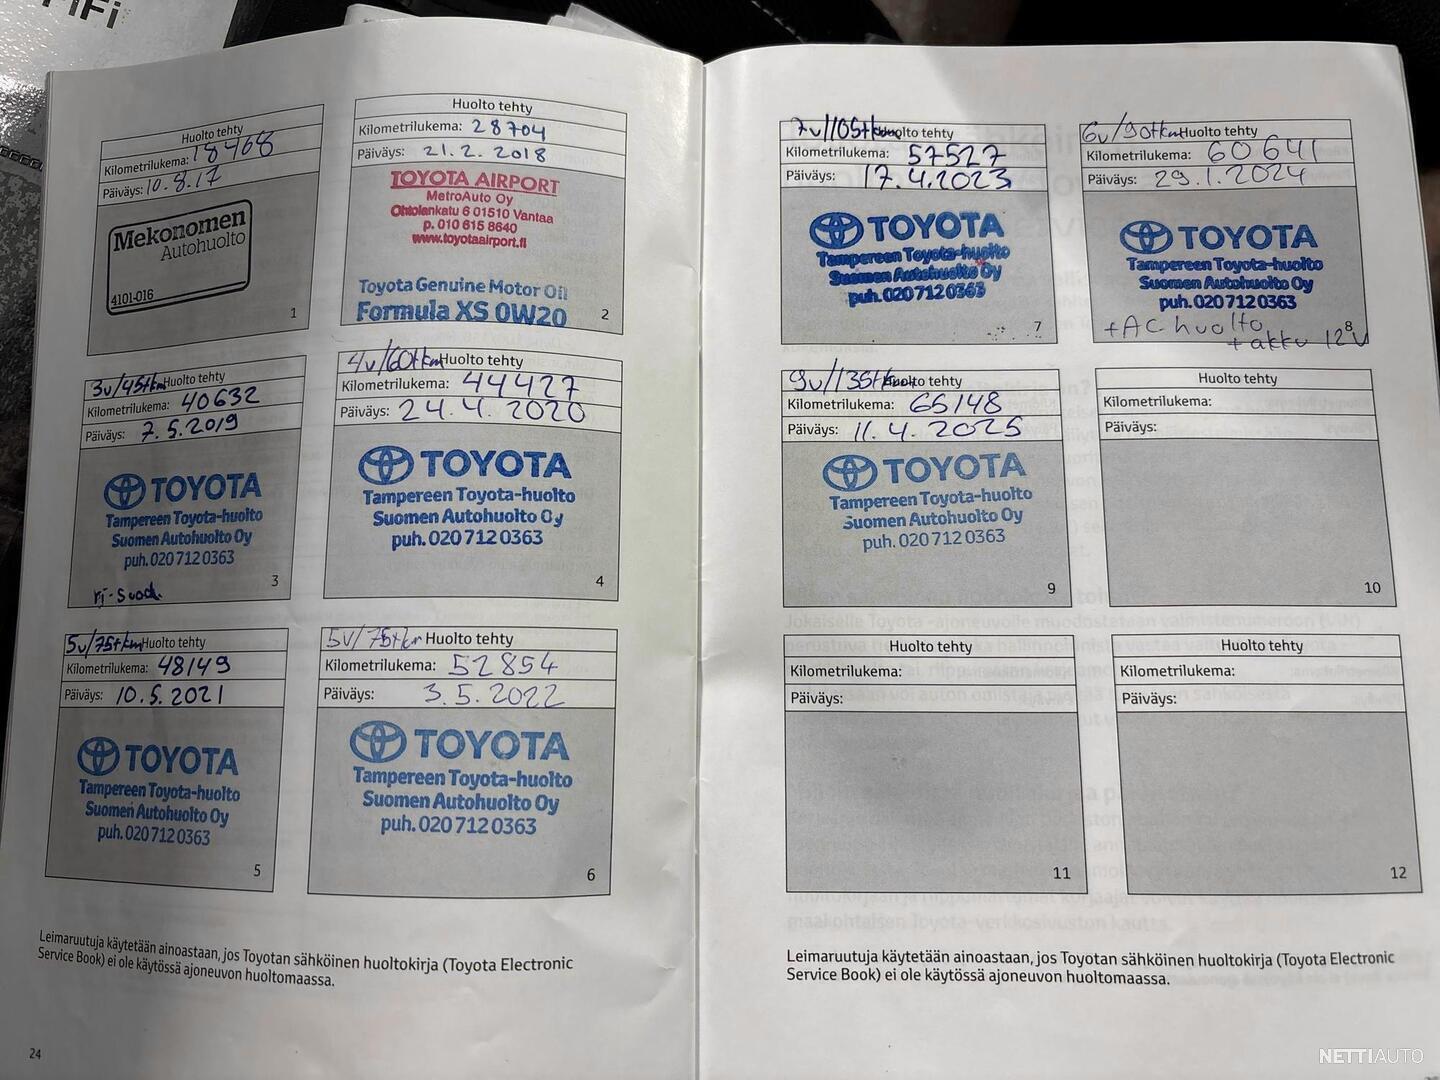 Huolto tehty
Kilometrilukema: 18468
Päiväys: 10.8.17
Mekonomen
Autohuolto
4101-016
1
Huolto tehty
Kilometrilukema: 28704
Päiväys: 21.2.2018
TOYOTA AIRPORT
MetroAuto Oy
Ohtolankatu 6 01510 Vantaa
p. 010 615 8640
www.toyotaairport.fi
Toyota Genuine Motor Oil
Formula XS 0W20
2
3v/45tkm Huolto tehty
Kilometrilukema: 40632
Päiväys: 7.5.2019
TOYOTA
Tampereen Toyota-huolto
Suomen Autohuolto Oy
puh. 020 712 0363
3
4v/60tkm Huolto tehty
Kilometrilukema: 44427
Päiväys: 24.4.2020
TOYOTA
Tampereen Toyota-huolto
Suomen Autohuolto Oy
puh. 020 712 0363
4
5v/75tkm Huolto tehty
Kilometrilukema: 48149
Päiväys: 10.5.2021
TOYOTA
Tampereen Toyota-huolto
Suomen Autohuolto Oy
puh. 020 712 0363
5
5v/75tkm Huolto tehty
Kilometrilukema: 52854
Päiväys: 3.5.2022
TOYOTA
Tampereen Toyota-huolto
Suomen Autohuolto Oy
puh. 020 712 0363
6
Leimaruutuja käytetään ainoastaan, jos Toyotan sähköinen huoltokirja (Toyota Electronic
Service Book) ei ole käytössä ajoneuvon huoltomaassa.
24
7v/105tkm Huolto tehty
Kilometrilukema: 57527
Päiväys: 17.4.2023
TOYOTA
Tampereen Toyota-huolto
Suomen Autohuolto Oy
puh. 020 712 0363
7
6v/90tkm Huolto tehty
Kilometrilukema: 60641
Päiväys: 29.1.2024
TOYOTA
Tampereen Toyota-huolto
Suomen Autohuolto Oy
puh. 020 712 0363
+AC huolto 8
+ akku 12V
9v/135tkm Huolto tehty
Kilometrilukema: 65148
Päiväys: 11.4.2025
TOYOTA
Tampereen Toyota-huolto
Suomen Autohuolto Oy
puh. 020 712 0363
9
Huolto tehty
Kilometrilukema:
Päiväys:
10
Huolto tehty
Kilometrilukema:
Päiväys:
11
Huolto tehty
Kilometrilukema:
Päiväys:
12
Leimaruutuja käytetään ainoastaan, jos Toyotan sähköinen huoltokirja (Toyota Electronic
Service Book) ei ole käytössä ajoneuvon huoltomaassa.
NETTIAUTO